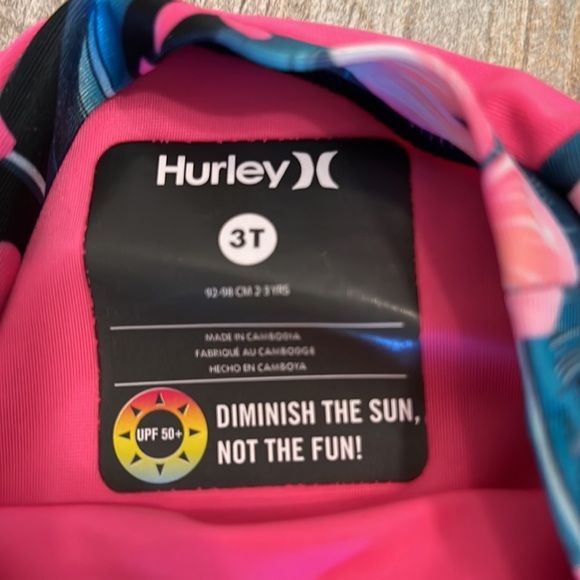 Hurley
3T
92-98 CM 2-3 YRS
MADE IN CAMBODIA
FABRIQUÉ AU CAMBODGE
HECHO EN CAMBOYA
UPF 50+
DIMINISH THE SUN,
NOT THE FUN!